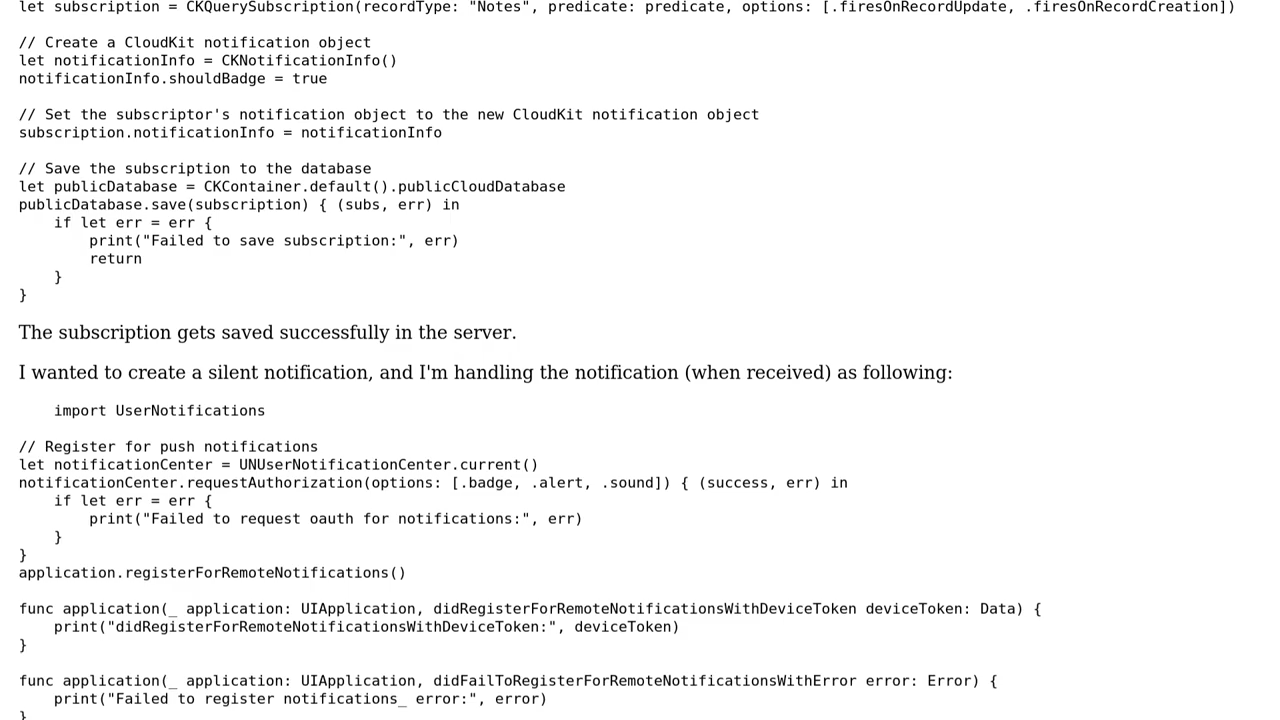 let subscription = CKQuerySubscription(recordType: "Notes", predicate: predicate, options: [.firesOnRecordUpdate, .firesOnRecordCreation])
// Create a CloudKit notification object
let notificationInfo = CKNotificationInfo()
notificationInfo.shouldBadge = true
// Set the subscriptor's notification object to the new CloudKit notification object
subscription.notificationInfo = notificationInfo
// Save the subscription to the database
let publicDatabase = CKContainer.default().publicCloudDatabase
publicDatabase.save(subscription) { (subs, err) in
    if let err = err {
        print("Failed to save subscription:", err)
        return
    }
}
The subscription gets saved successfully in the server.
I wanted to create a silent notification, and I'm handling the notification (when received) as following:
    import UserNotifications
// Register for push notifications
let notificationCenter = UNUserNotificationCenter.current()
notificationCenter.requestAuthorization(options: [.badge, .alert, .sound]) { (success, err) in
    if let err = err {
        print("Failed to request oauth for notifications:", err)
    }
}
application.registerForRemoteNotifications()
func application(_ application: UIApplication, didRegisterForRemoteNotificationsWithDeviceToken deviceToken: Data) {
    print("didRegisterForRemoteNotificationsWithDeviceToken:", deviceToken)
}
func application(_ application: UIApplication, didFailToRegisterForRemoteNotificationsWithError error: Error) {
    print("Failed to register notifications_ error:", error)
}